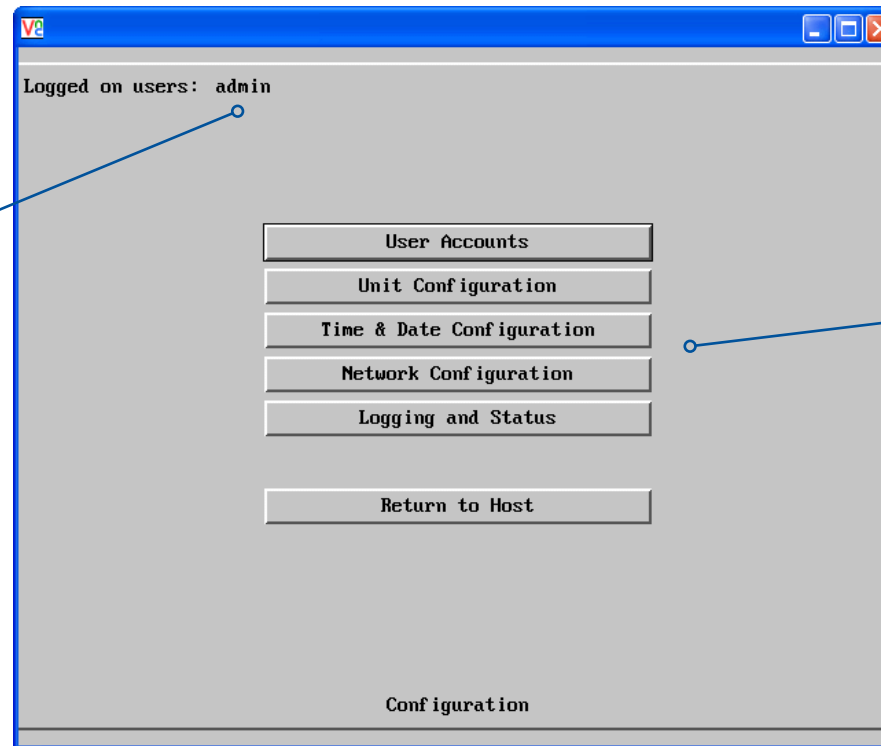 Logged on users: admin
User Accounts
Unit Configuration
Time & Date Configuration
Network Configuration
Logging and Status
Return to Host
Configuration